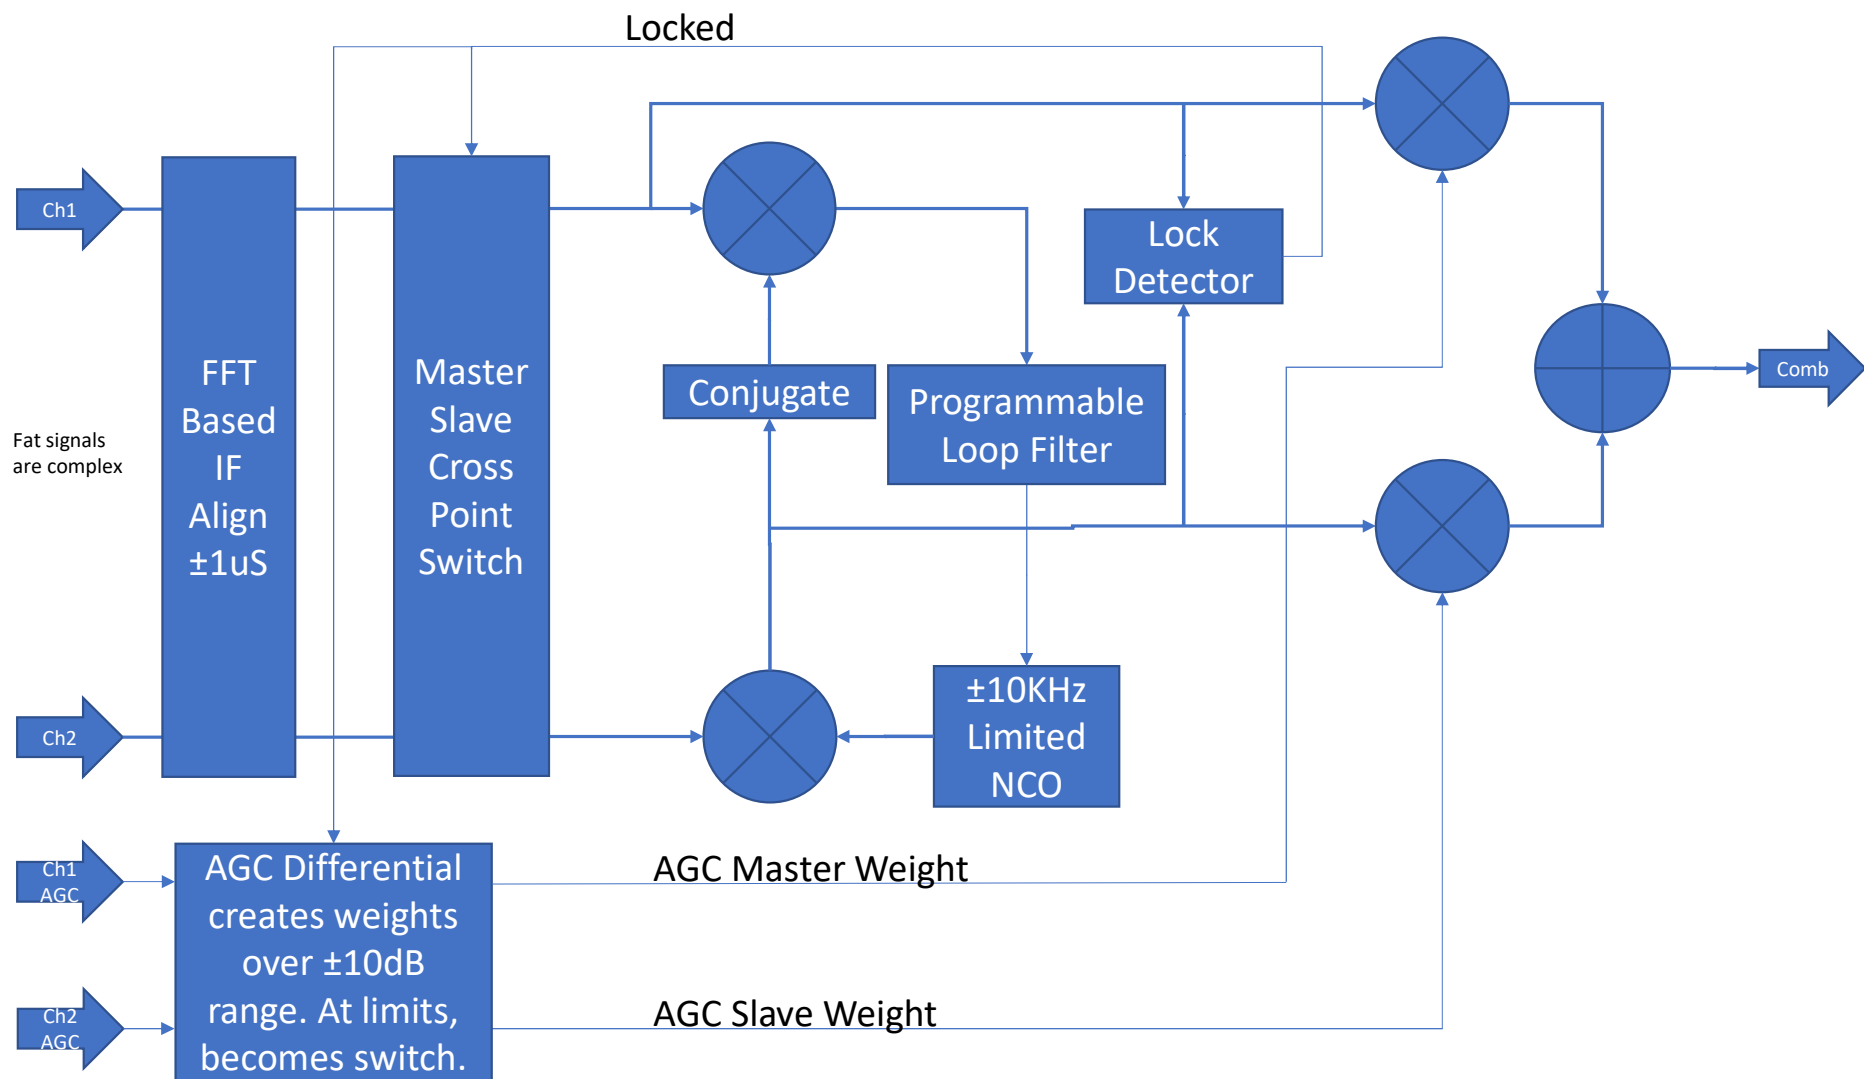 Locked
Ch1
FFT
Based
IF
Align
±1uS
Master
Slave
Cross
Point
Switch
Lock
Detector
Conjugate
Programmable
Loop Filter
Comb
Fat signals
are complex
Ch2
±10KHz
Limited
NCO
Ch1
AGC
AGC Differential
creates weights
over ±10dB
range. At limits,
becomes switch.
AGC Master Weight
Ch2
AGC
AGC Slave Weight